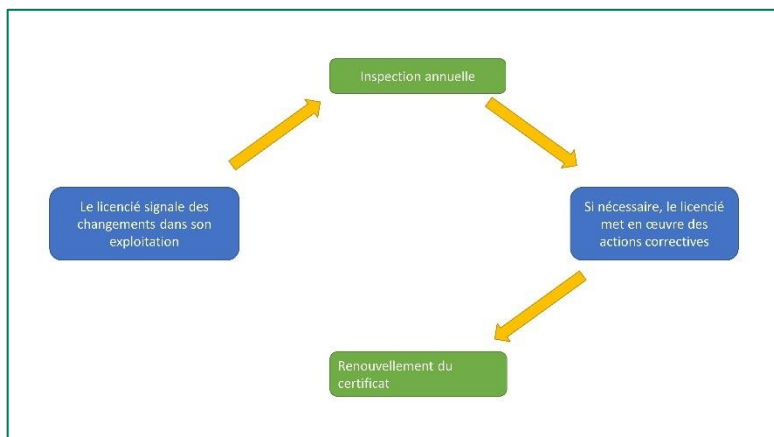 Inspection annuelle
Le licencié signale des
changements dans son
exploitation
Si nécessaire, le licencié
met en œuvre des
actions correctives
Renouvellement du
certificat